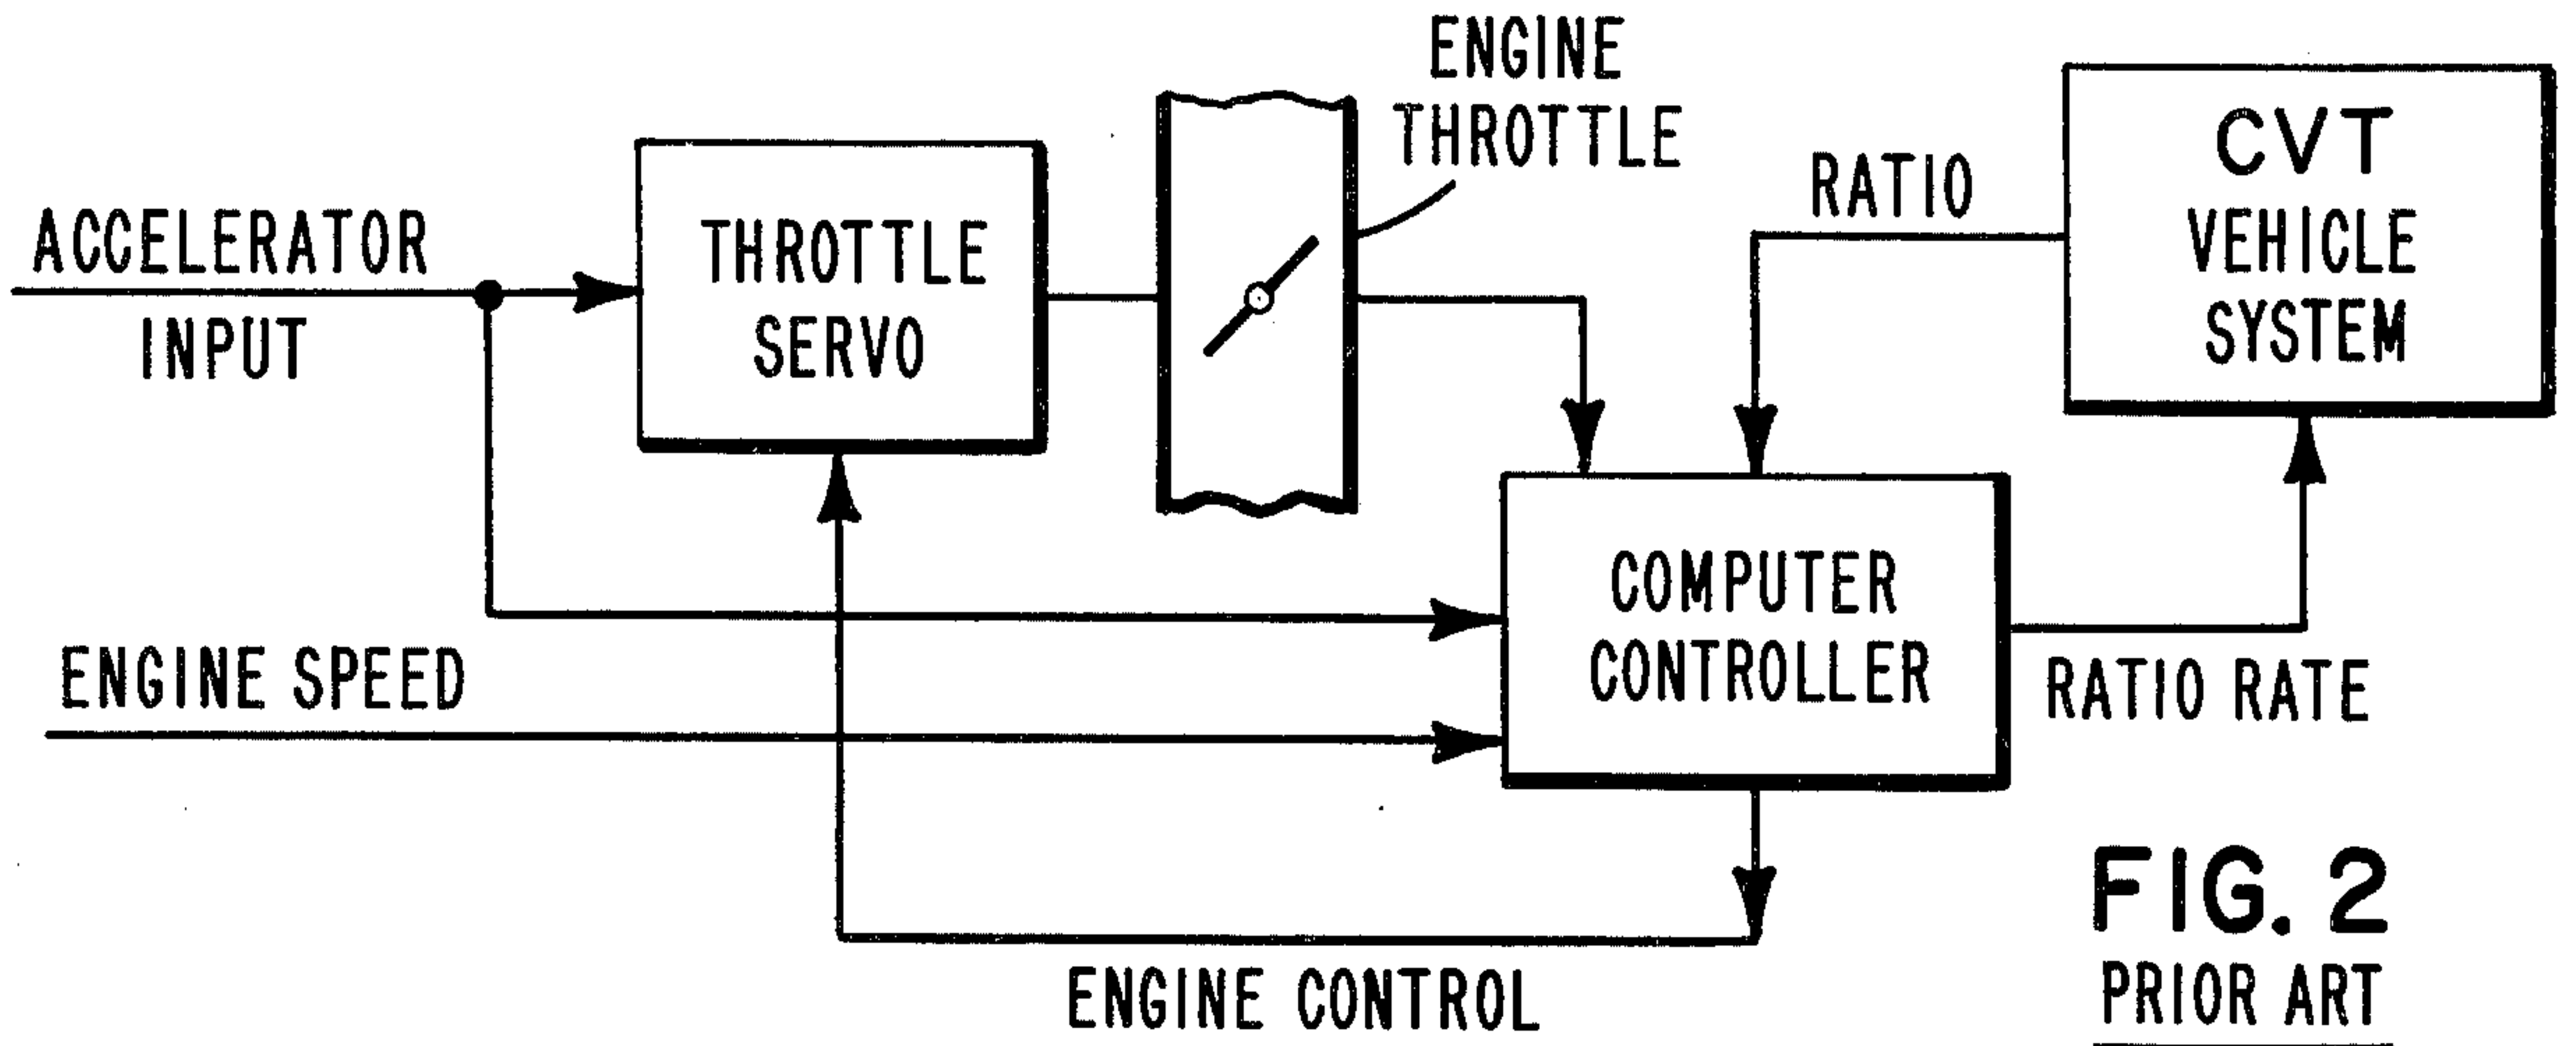 ENGINE
THROTTLE
CVT
VEHICLE
SYSTEM
RATIO
ACCELERATOR
INPUT
THROTTLE
SERVO
COMPUTER
CONTROLLER
ENGINE SPEED
RATIO RATE
ENGINE CONTROL
FIG. 2
PRIOR ART